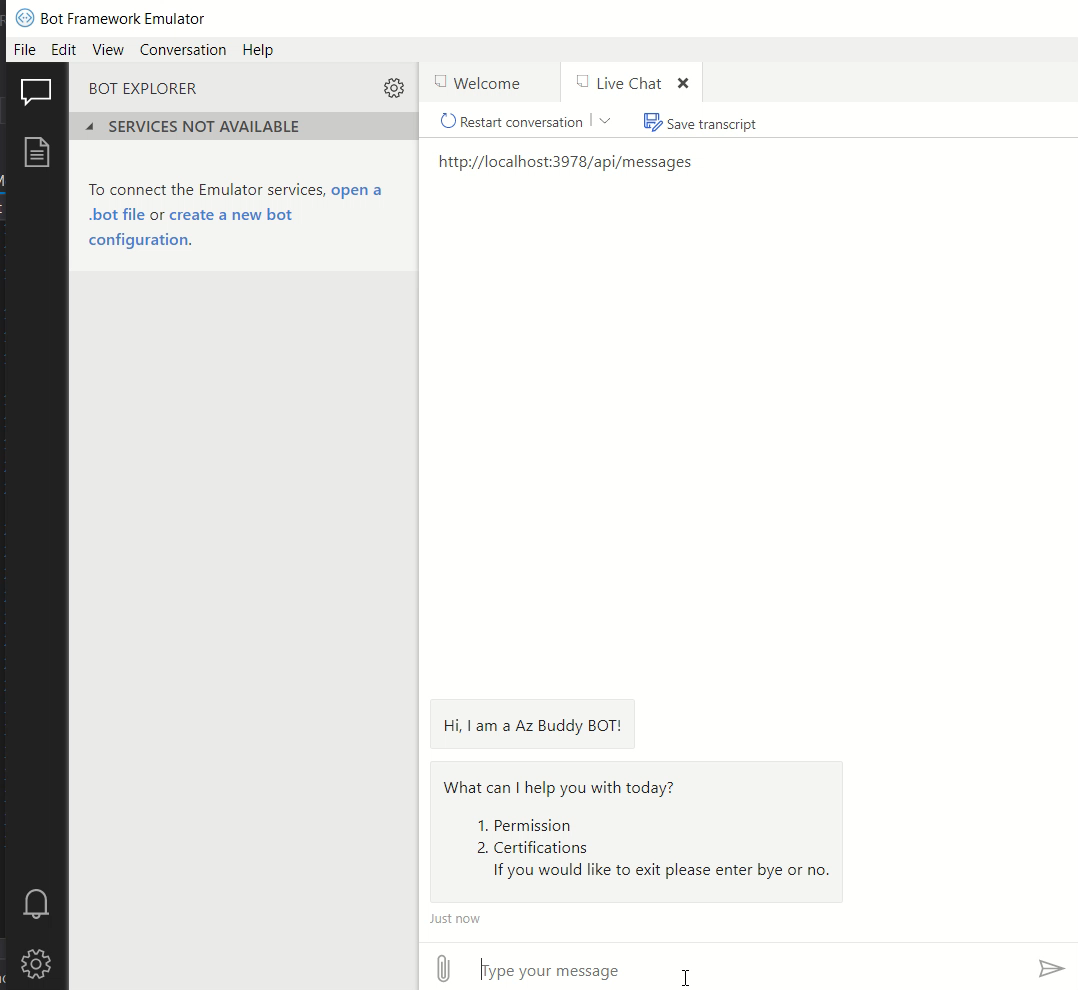 Bot Framework Emulator
File Edit View Conversation Help
BOT EXPLORER
SERVICES NOT AVAILABLE
To connect the Emulator services, open a
.bot file or create a new bot
configuration.
Welcome
Live Chat
Restart conversation
Save transcript
http://localhost:3978/api/messages
Hi, I am a Az Buddy BOT!
What can I help you with today?
1. Permission
2. Certifications
If you would like to exit please enter bye or no.
Just now
Type your message